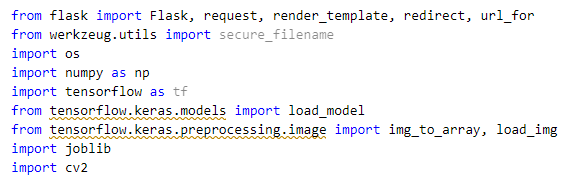 from flask import Flask, request, render_template, redirect, url_for
from werkzeug.utils import secure_filename
import os
import numpy as np
import tensorflow as tf
from tensorflow.keras.models import load_model
from tensorflow.keras.preprocessing.image import img_to_array, load_img
import joblib
import cv2